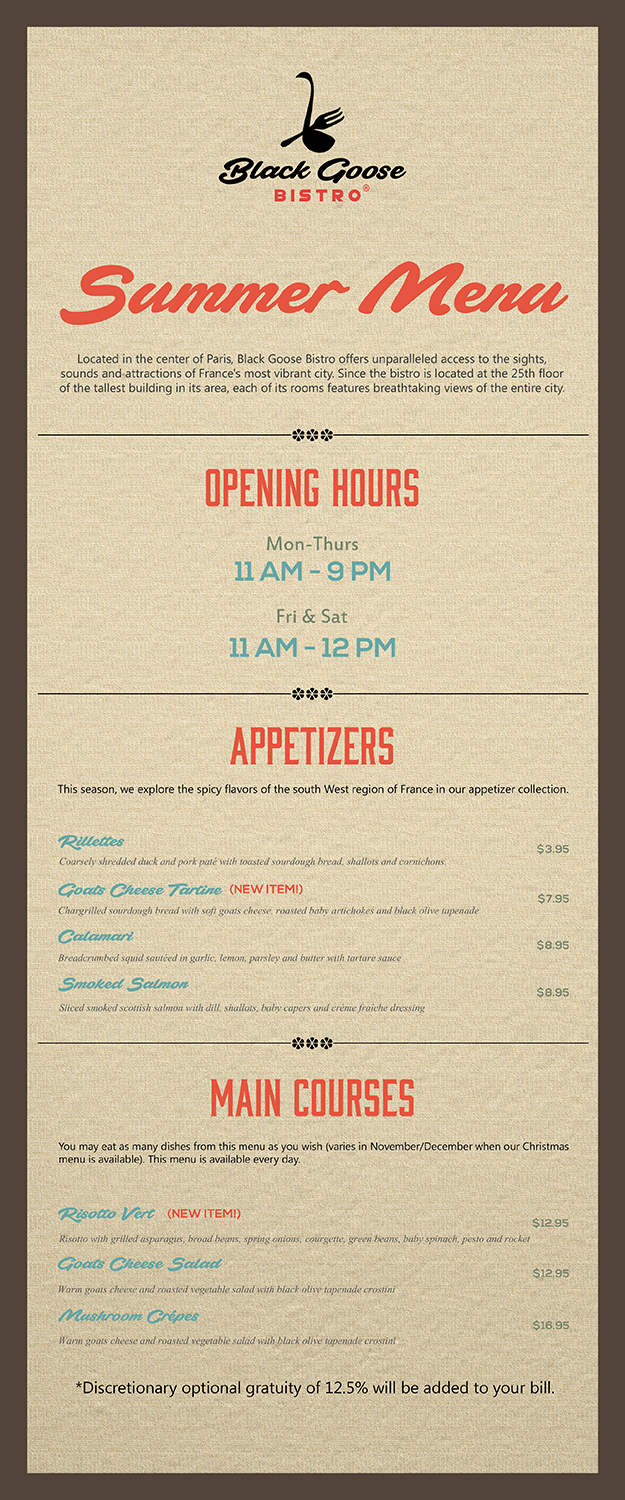 Black Goose
BISTRO®
Summer Menu
Located in the center of Paris, Black Goose Bistro offers unparalleled access to the sights,
sounds and attractions of France's most vibrant city. Since the bistro is located at the 25th floor
of the tallest building in its area, each of its rooms features breathtaking views of the entire city.
OPENING HOURS
Mon-Thurs
11 AM - 9 PM
Fri & Sat
11 AM - 12 PM
APPETIZERS
This season, we explore the spicy flavors of the south West region of France in our appetizer collection.
Rillettes
$3.95
Coarsely shredded duck and pork paté with toasted sourdough bread, shallots and cornichons.
Goats Cheese Tartine (NEW ITEM!)
$7.95
Chargrilled sourdough bread with soft goats cheese, roasted baby artichokes and black olive tapenade
Calamari
$8.95
Breadcrumbed squid sautéed in garlic, lemon, parsley and butter with tartare sauce
Smoked Salmon
$8.95
Sliced smoked scottish salmon with dill, shallots, baby capers and crème fraiche dressing
MAIN COURSES
You may eat as many dishes from this menu as you wish (varies in November/December when our Christmas
menu is available). This menu is available every day.
Risotto Vert (NEW ITEM!)
$12.95
Risotto with grilled asparagus, broad beans, spring onions, courgette, green beans, baby spinach, pesto and rocket
Goats Cheese Salad
$12.95
Warm goats cheese and roasted vegetable salad with black olive tapenade crostini
Mushroom Crêpes
$16.95
Warm goats cheese and roasted vegetable salad with black olive tapenade crostini
*Discretionary optional gratuity of 12.5% will be added to your bill.